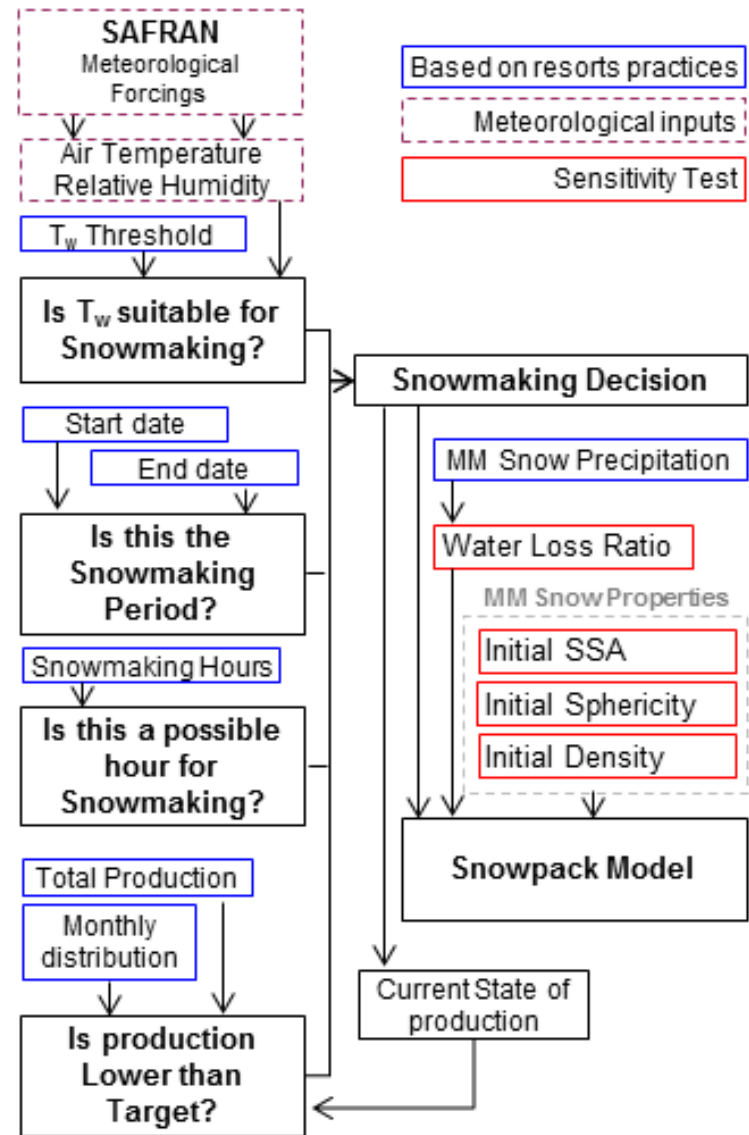 SAFRAN
Meteorological
Forcings
Air Temperature
Relative Humidity
Based on resorts practices
Meteorological inputs
Sensitivity Test
Tw Threshold
Is Tw suitable for
Snowmaking?
Start date
End date
Is this the
Snowmaking
Period?
Snowmaking Hours
Is this a possible
hour for
Snowmaking?
Total Production
Monthly
distribution
Is production
Lower than
Target?
Snowmaking Decision
MM Snow Precipitation
Water Loss Ratio
MM Snow Properties
Initial SSA
Initial Sphericity
Initial Density
Snowpack Model
Current State of
production